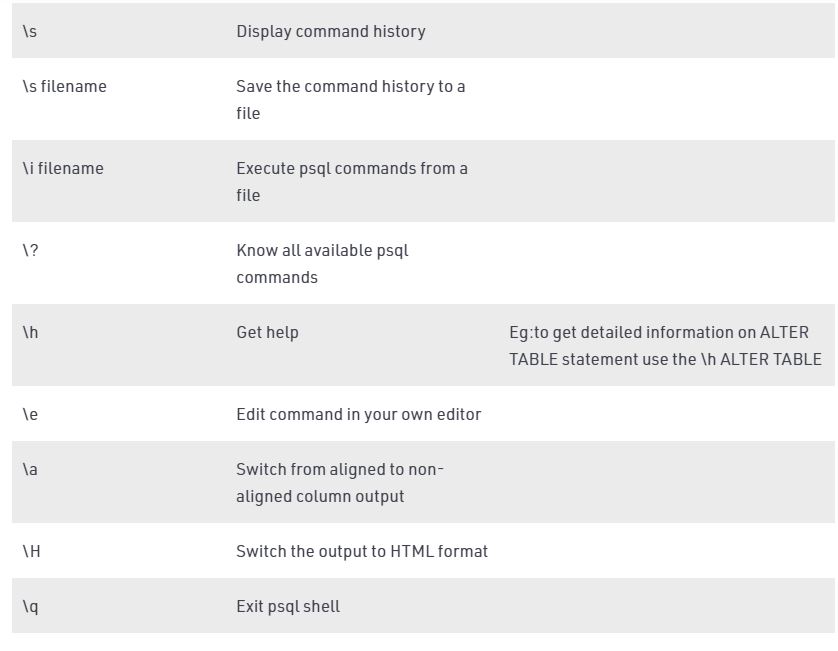 \s Display command history
\s filename Save the command history to a
file
\i filename Execute psql commands from a
file
\? Know all available psql
commands
\h Get help Eg:to get detailed information on ALTER
TABLE statement use the \h ALTER TABLE
\e Edit command in your own editor
\a Switch from aligned to non-
aligned column output
\H Switch the output to HTML format
\q Exit psql shell